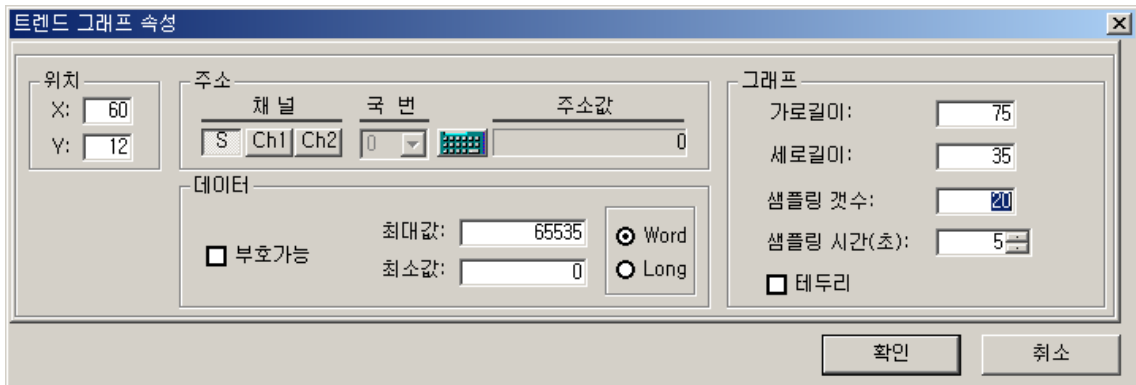 트렌드 그래프 속성
위치
X: 60
Y: 12
주소
채 널 국 번 주소값
S Ch1 Ch2 0 0
데이터
부호가능
최대값: 65535
최소값: 0
Word
Long
그래프
가로길이: 75
세로길이: 35
샘플링 갯수: 20
샘플링 시간(초): 5
테두리
확인 취소